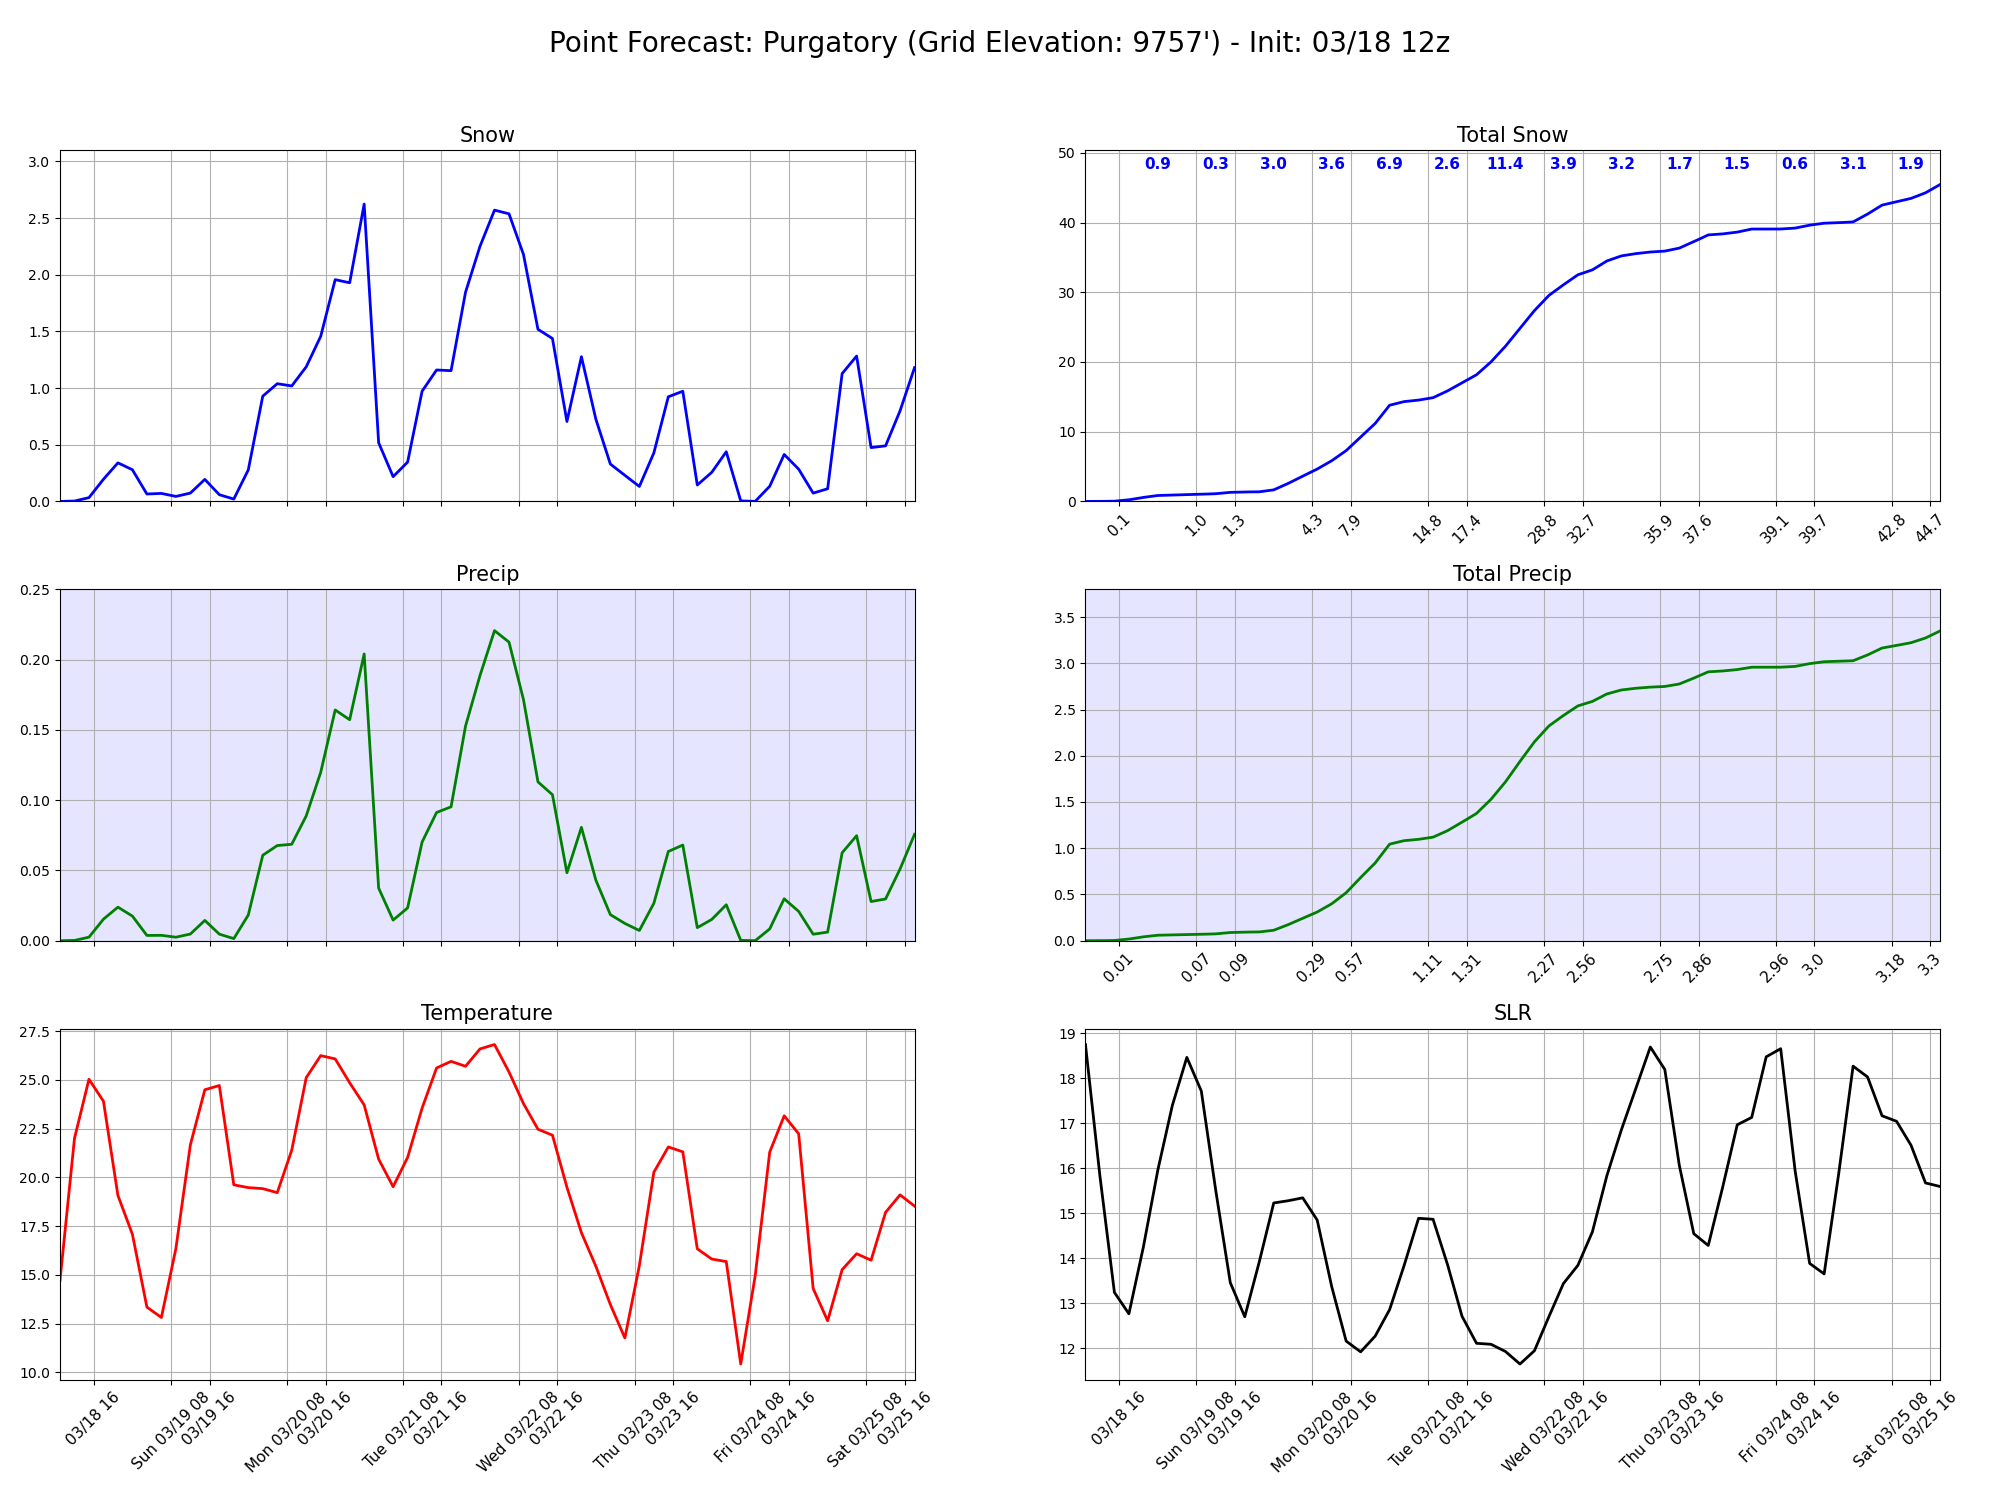 Point Forecast: Purgatory (Grid Elevation: 9757') - Init: 03/18 12z
Snow
3.0
2.5
2.0
1.5
1.0
0.5
0.0
Total Snow
50
40
30
20
10
0
0.9 0.3 3.0 3.6 6.9 2.6 11.4 3.9 3.2 1.7 1.5 0.6 3.1 1.9
0.1 1.0 1.3 4.3 7.9 14.8 17.4 28.8 32.7 35.9 37.6 39.1 39.7 42.8 44.7
Precip
0.25
0.20
0.15
0.10
0.05
0.00
Total Precip
3.5
3.0
2.5
2.0
1.5
1.0
0.5
0.0
0.01 0.07 0.09 0.29 0.57 1.11 1.31 2.27 2.56 2.75 2.86 2.96 3.0 3.18 3.3
Temperature
27.5
25.0
22.5
20.0
17.5
15.0
12.5
10.0
03/18 16
Sun 03/19 08
03/19 16
Mon 03/20 08
03/20 16
Tue 03/21 08
03/21 16
Wed 03/22 08
03/22 16
Thu 03/23 08
03/23 16
Fri 03/24 08
03/24 16
Sat 03/25 08
03/25 16
SLR
19
18
17
16
15
14
13
12
03/18 16
Sun 03/19 08
03/19 16
Mon 03/20 08
03/20 16
Tue 03/21 08
03/21 16
Wed 03/22 08
03/22 16
Thu 03/23 08
03/23 16
Fri 03/24 08
03/24 16
Sat 03/25 08
03/25 16